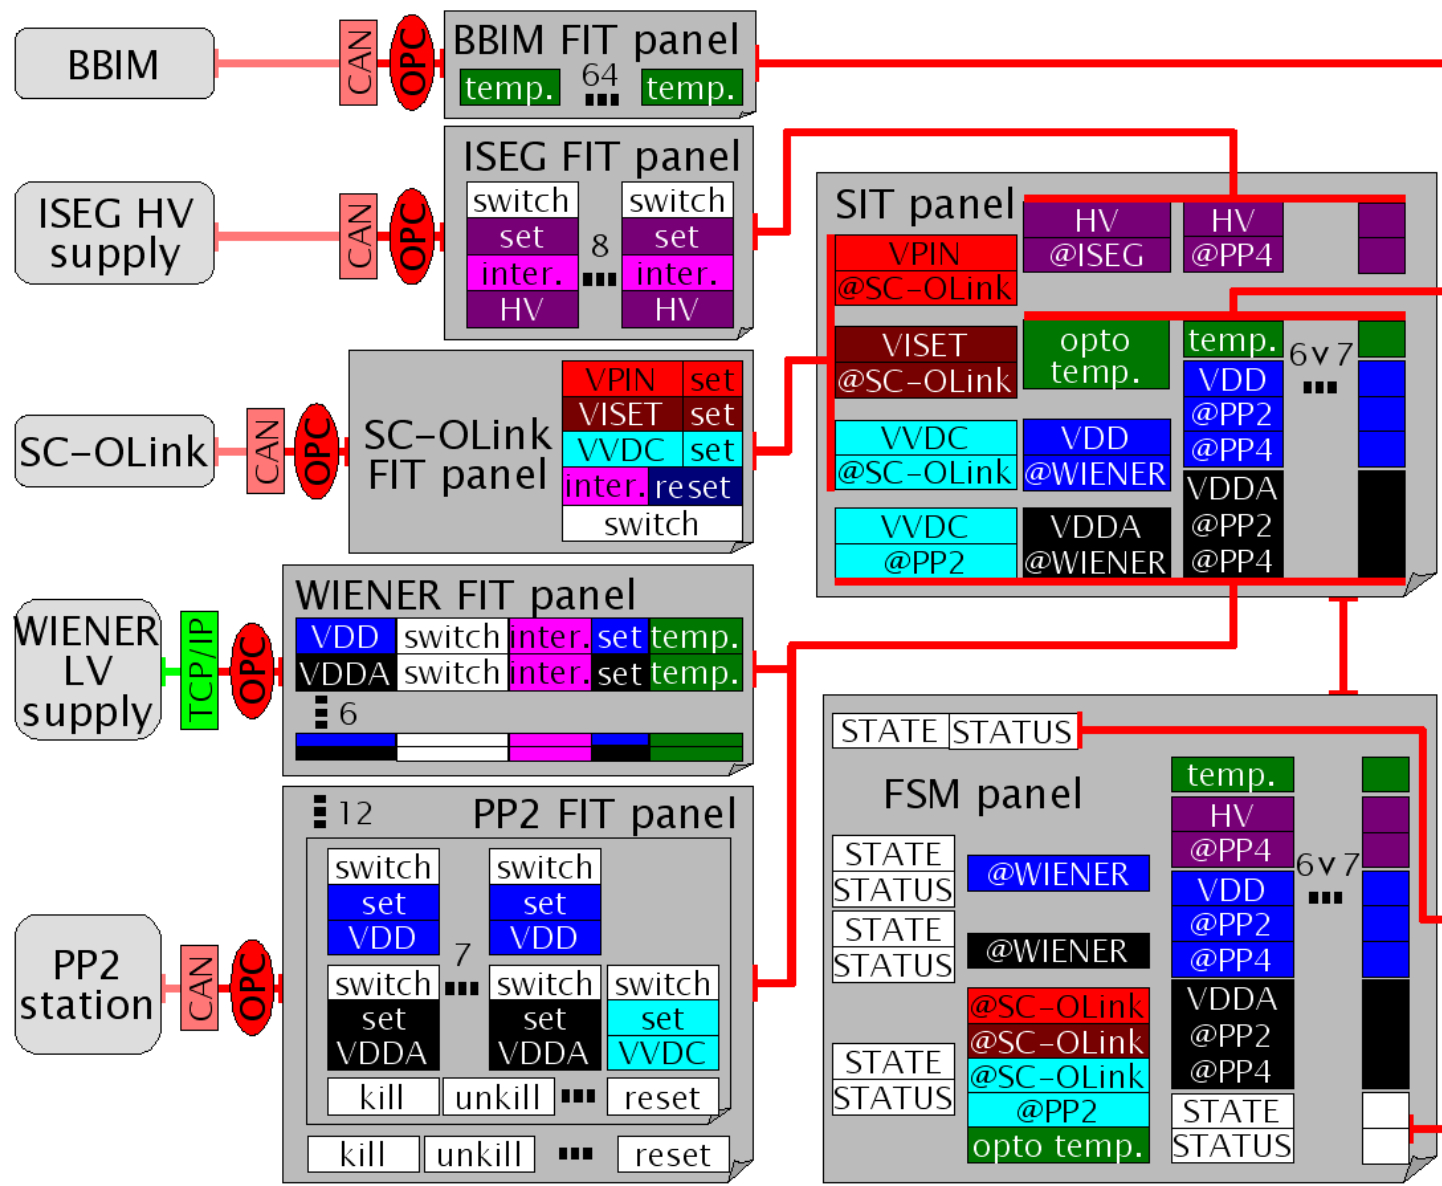 BBIM
CAN
OPC
BBIM FIT panel
temp.
64
temp.
ISEG HV
supply
CAN
OPC
ISEG FIT panel
switch
set
inter.
HV
8
switch
set
inter.
HV
SC-OLink
CAN
OPC
SC-OLink
FIT panel
VPIN set
VISET set
VVDC set
inter. reset
switch
WIENER
LV
supply
TCP/IP
OPC
WIENER FIT panel
VDD switch inter. set temp.
VDDA switch inter. set temp.
6
PP2
station
CAN
OPC
12
PP2 FIT panel
switch
set
VDD
switch
set
VDD
7
switch
set
VDDA
switch
set
VDDA
switch
set
VVDC
kill unkill reset
kill unkill reset
SIT panel
VPIN
@SC-OLink
VISET
@SC-OLink
VVDC
@SC-OLink
VVDC
@PP2
HV
@ISEG
opto
temp.
VDD
@WIENER
VDDA
@WIENER
HV
@PP4
temp.
VDD
@PP2
@PP4
VDDA
@PP2
@PP4
6v7
STATE STATUS
FSM panel
STATE
STATUS
@WIENER
STATE
STATUS
@WIENER
STATE
STATUS
@SC-OLink
@SC-OLink
@SC-OLink
@PP2
opto temp.
temp.
HV
@PP4
VDD
@PP2
@PP4
VDDA
@PP2
@PP4
STATE
STATUS
6v7